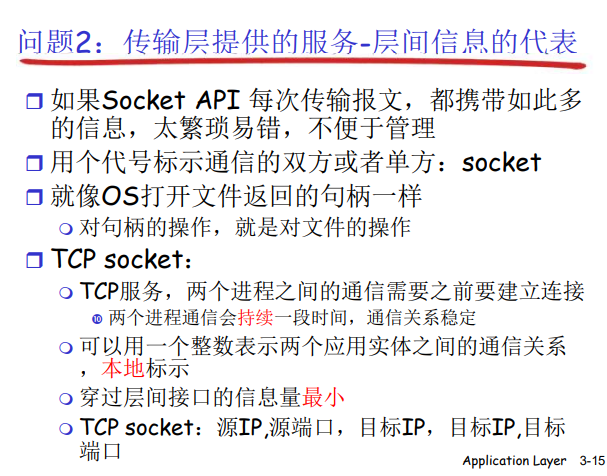 问题2：传输层提供的服务-层间信息的代表
如果Socket API 每次传输报文，都携带如此多
的信息，太繁琐易错，不便于管理
用个代号标示通信的双方或者单方：socket
就像OS打开文件返回的句柄一样
对句柄的操作，就是对文件的操作
TCP socket：
TCP服务，两个进程之间的通信需要之前要建立连接
两个进程通信会持续一段时间，通信关系稳定
可以用一个整数表示两个应用实体之间的通信关系
，本地标示
穿过层间接口的信息量最小
TCP socket：源IP,源端口，目标IP，目标IP,目标
端口
Application Layer 3-15